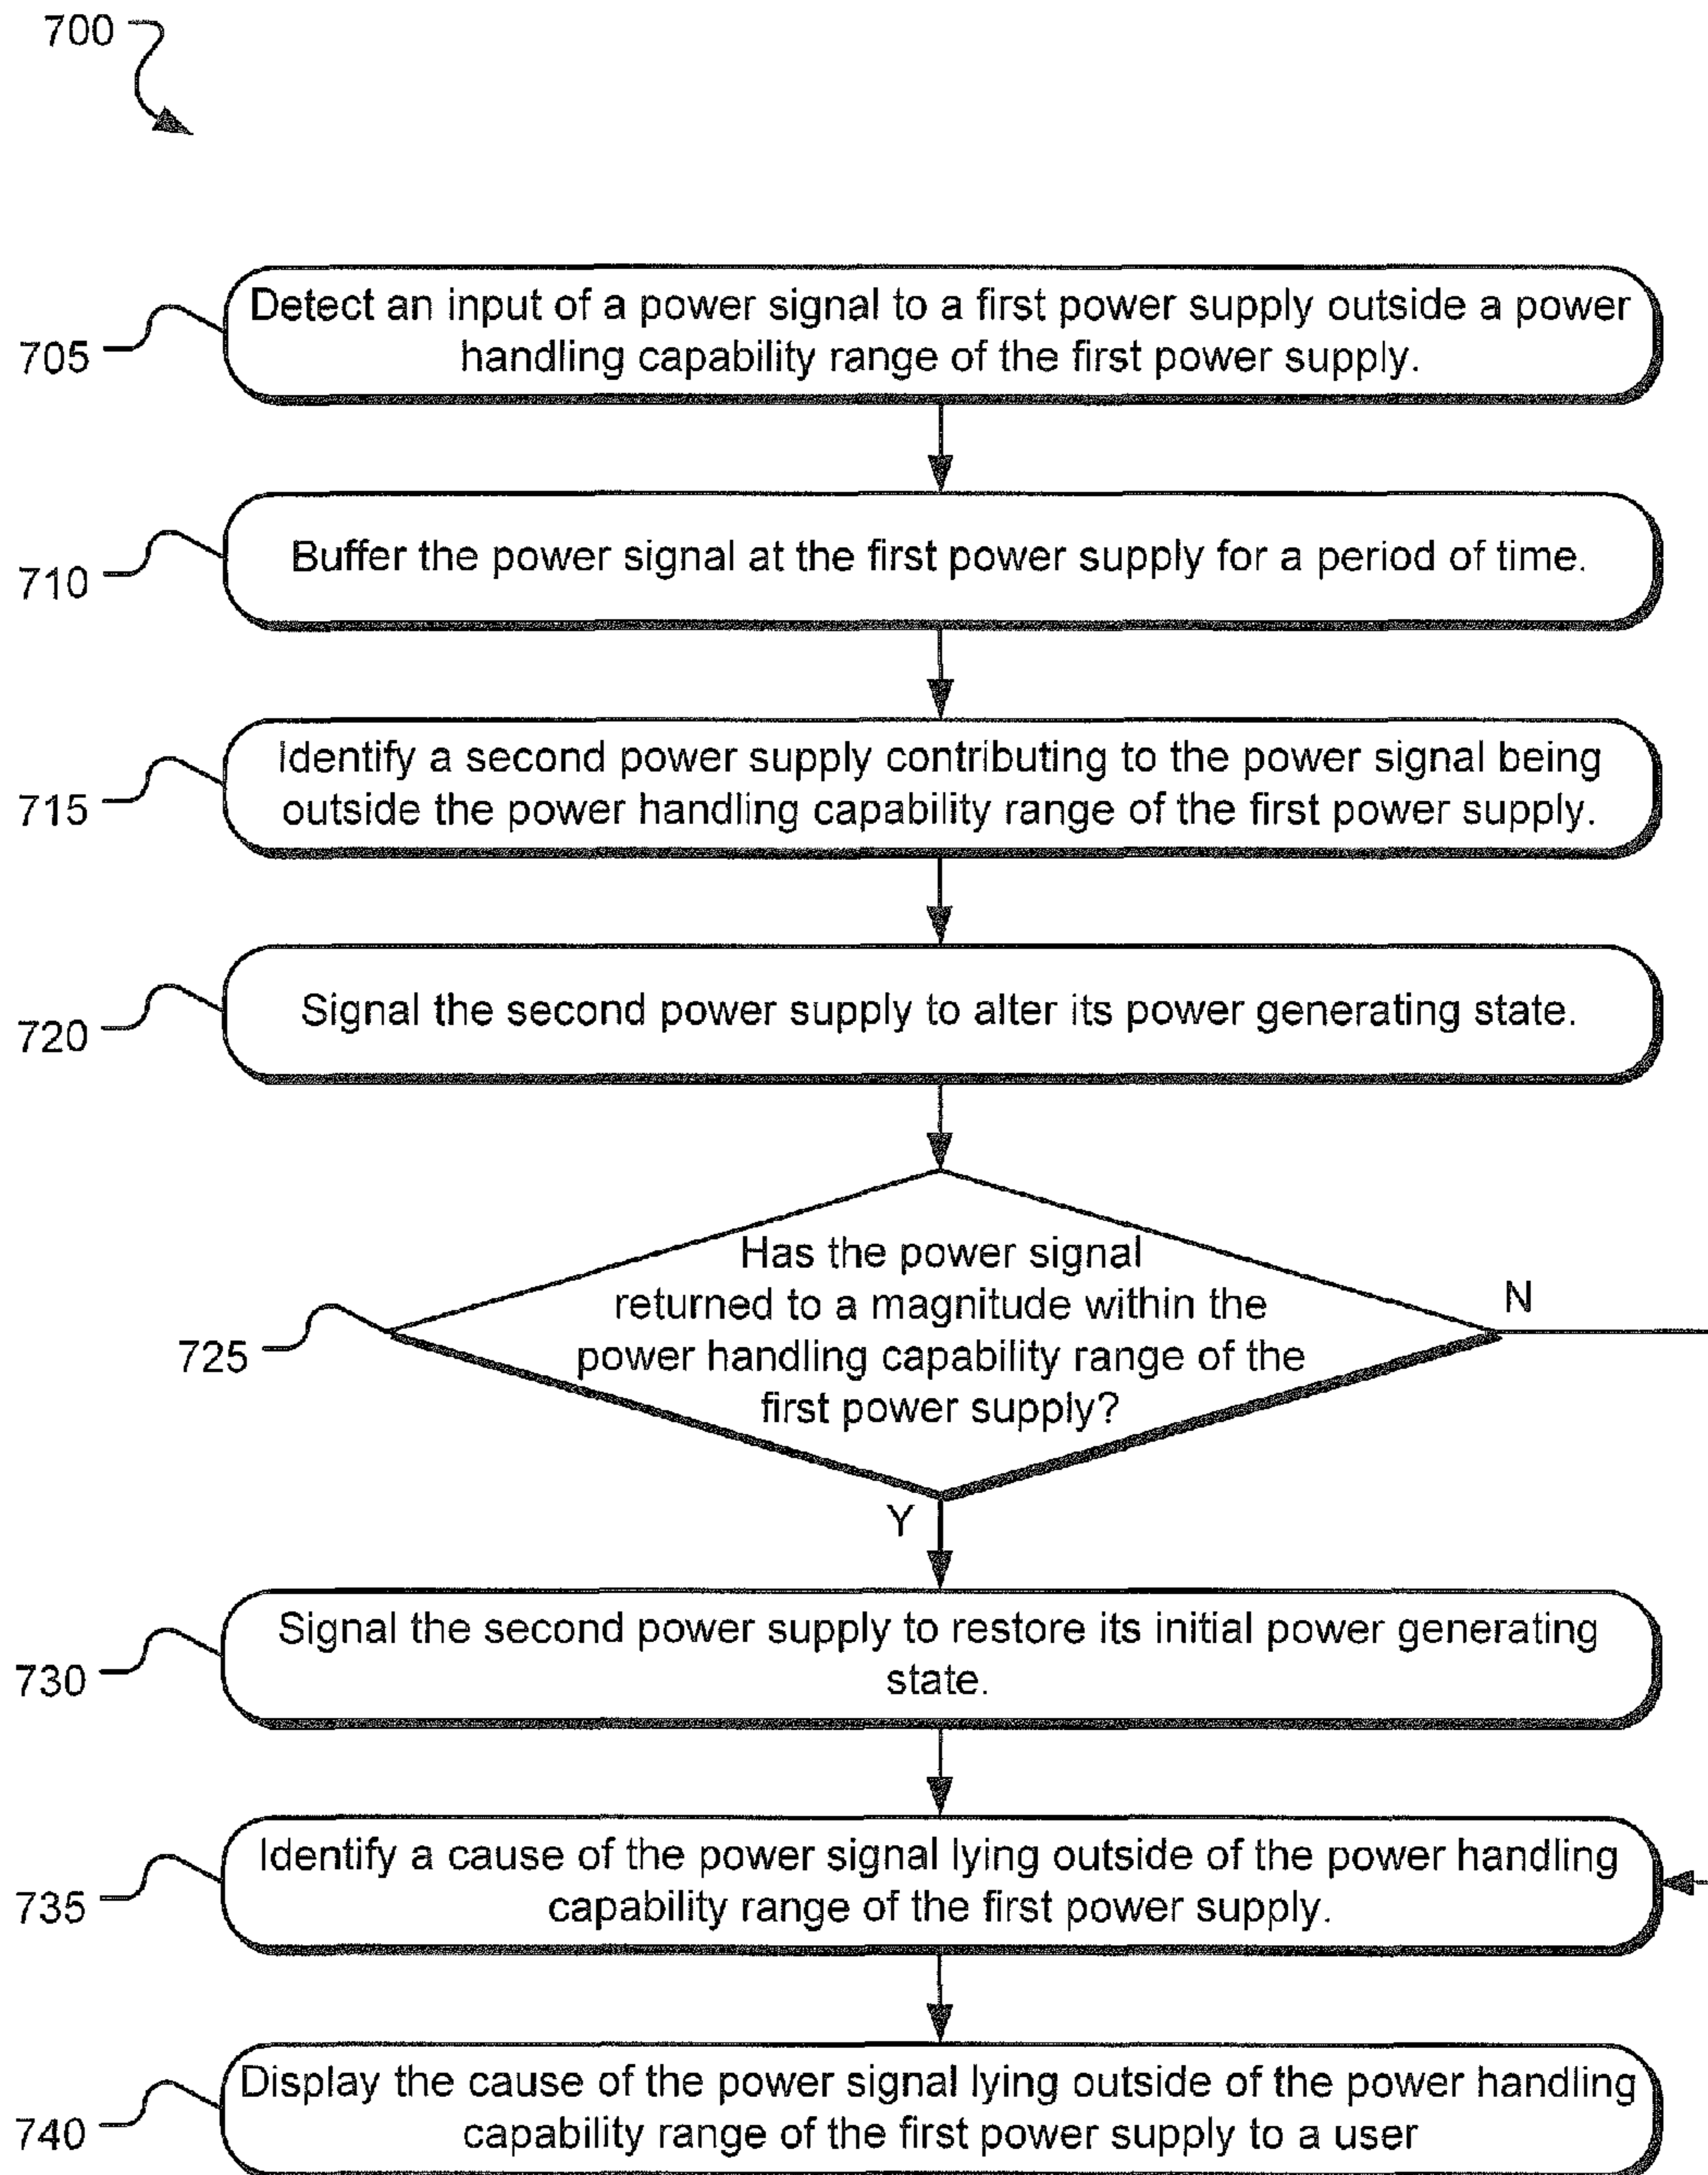 700
705
Detect an input of a power signal to a first power supply outside a power
handling capability range of the first power supply.
710
Buffer the power signal at the first power supply for a period of time.
715
Identify a second power supply contributing to the power signal being
outside the power handling capability range of the first power supply.
720
Signal the second power supply to alter its power generating state.
725
Has the power signal
returned to a magnitude within the
power handling capability range of the
first power supply?
N
Y
730
Signal the second power supply to restore its initial power generating
state.
735
Identify a cause of the power signal lying outside of the power handling
capability range of the first power supply.
740
Display the cause of the power signal lying outside of the power handling
capability range of the first power supply to a user